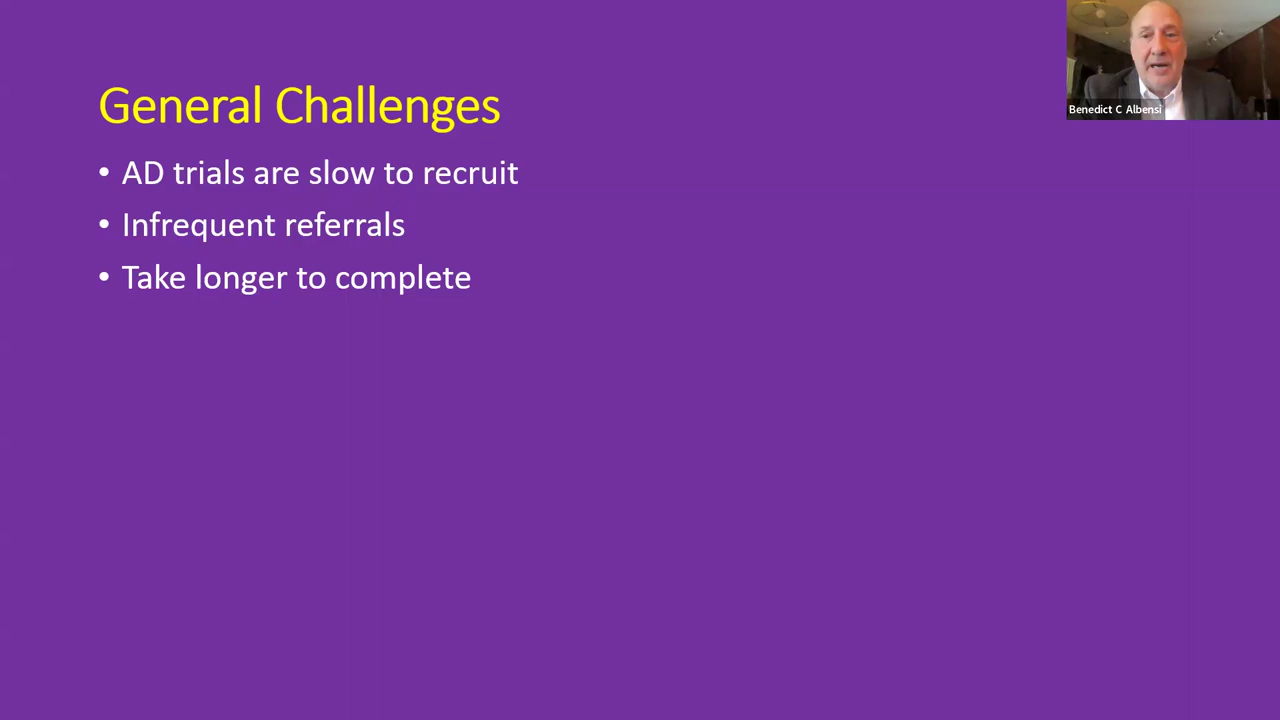 General Challenges
• AD trials are slow to recruit
• Infrequent referrals
• Take longer to complete
Benedict C Albensi